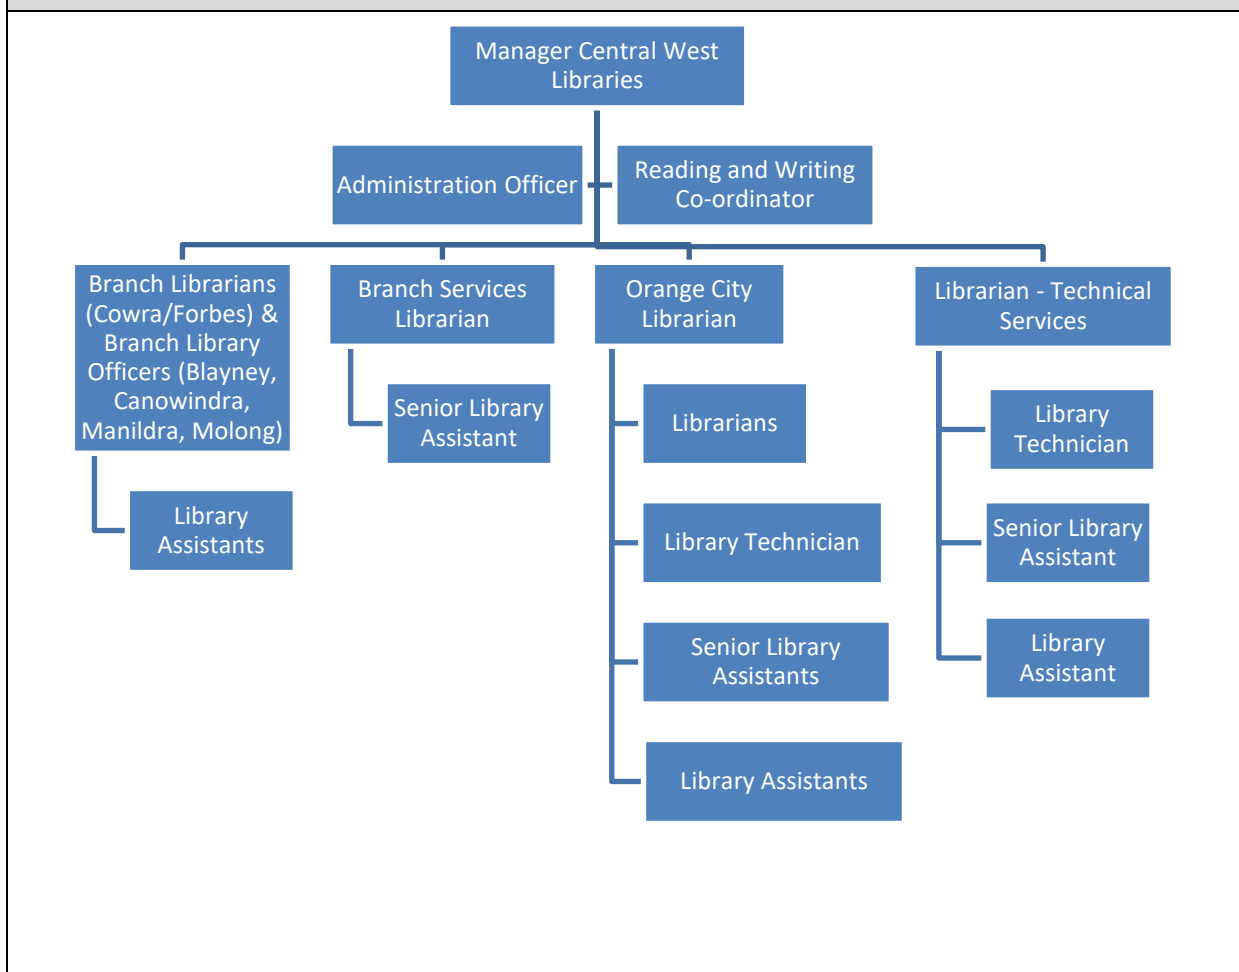 Manager Central West
Libraries
Administration Officer
Reading and Writing
Co-ordinator
Branch Librarians
(Cowra/Forbes) &
Branch Library
Officers (Blayney,
Canowindra,
Manildra, Molong)
Library
Assistants
Branch Services
Librarian
Senior Library
Assistant
Orange City
Librarian
Librarians
Library Technician
Senior Library
Assistants
Library Assistants
Librarian - Technical
Services
Library
Technician
Senior Library
Assistant
Library
Assistant